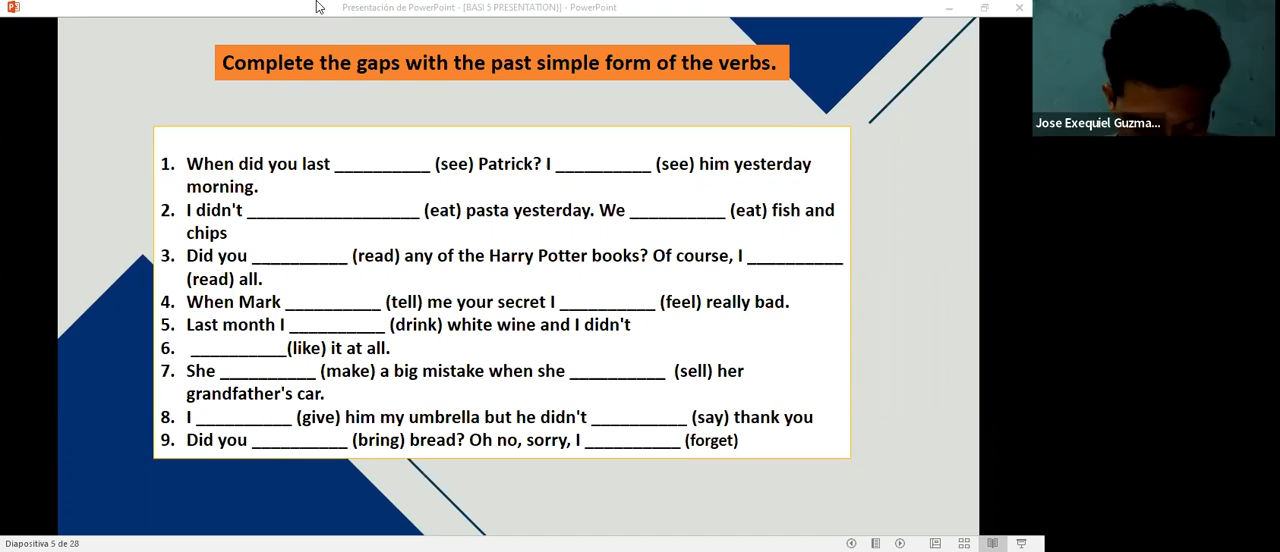 Presentación de PowerPoint - [BASI 5 PRESENTATION)] - PowerPoint
Complete the gaps with the past simple form of the verbs.
Jose Exequiel Guzma...
1. When did you last __________ (see) Patrick? I __________ (see) him yesterday
morning.
2. I didn't __________________ (eat) pasta yesterday. We __________ (eat) fish and
chips
3. Did you __________ (read) any of the Harry Potter books? Of course, I __________
(read) all.
4. When Mark __________ (tell) me your secret I __________ (feel) really bad.
5. Last month I __________ (drink) white wine and I didn't
6. __________(like) it at all.
7. She __________ (make) a big mistake when she __________ (sell) her
grandfather's car.
8. I __________ (give) him my umbrella but he didn't __________ (say) thank you
9. Did you __________ (bring) bread? Oh no, sorry, I __________ (forget)
Diapositiva 5 de 28